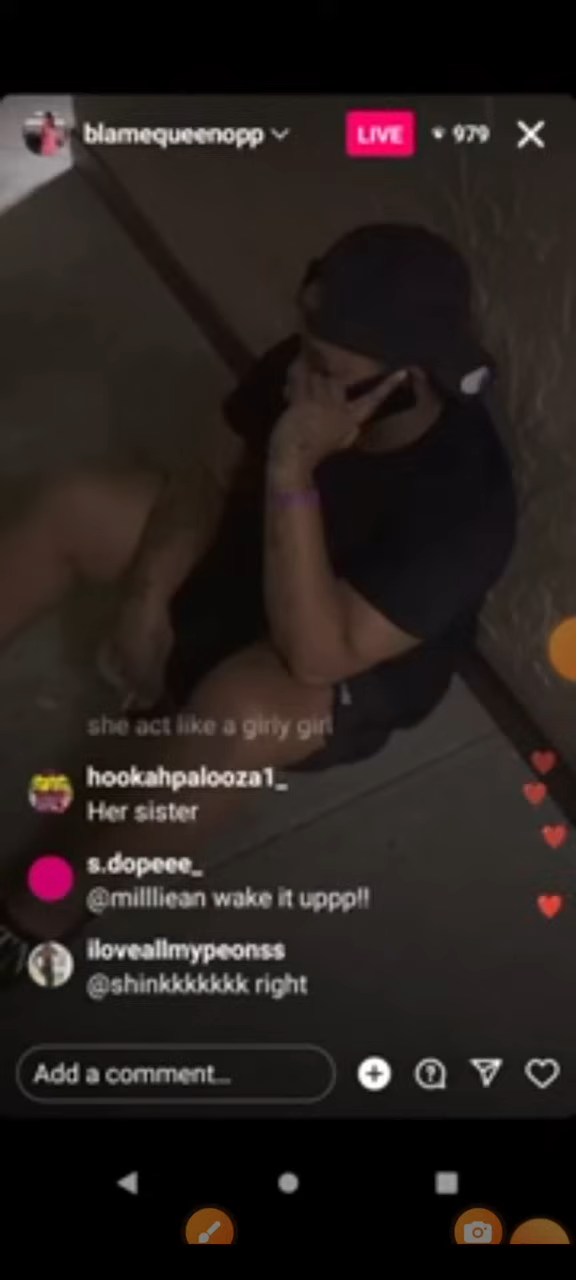 blamequeenopp
LIVE
979
she act like a girly girl
hookahpalooza1_
Her sister
s.dopeee_
@millliean wake it uppp!!
iloveallmypeonss
@shinkkkkkkk right
Add a comment...